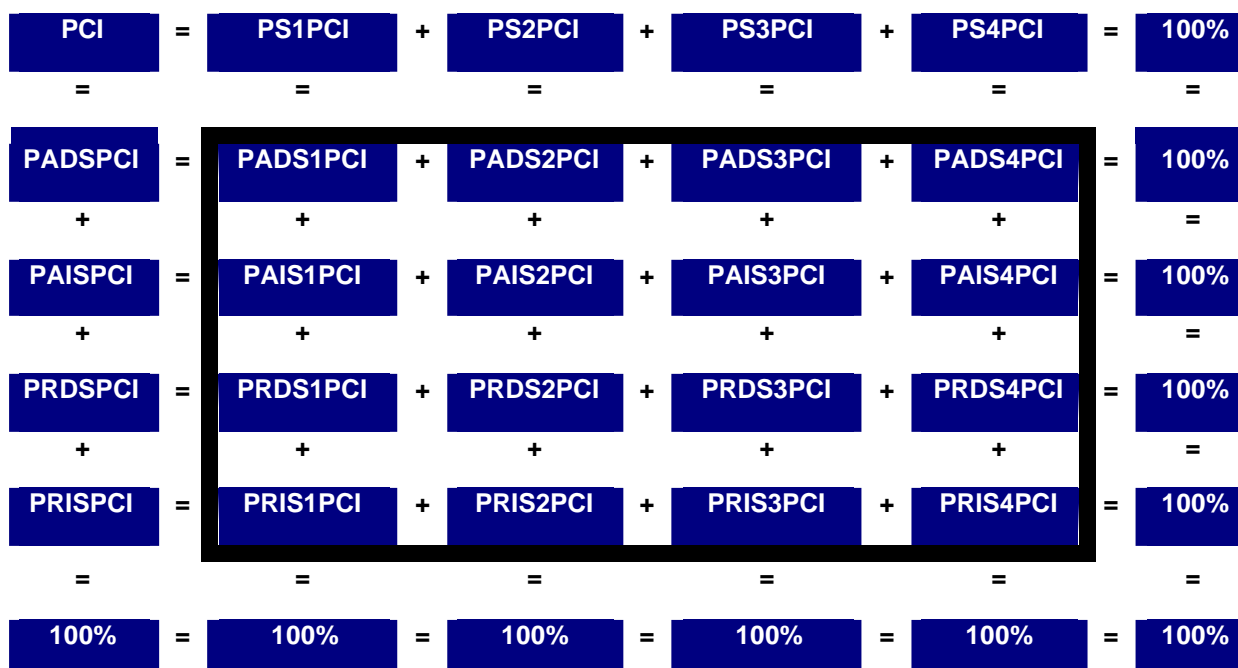 PCI = PS1PCI + PS2PCI + PS3PCI + PS4PCI = 100%
= = = = = =
PADSPCI = PADS1PCI + PADS2PCI + PADS3PCI + PADS4PCI = 100%
+ + + + + =
PAISPCI = PAIS1PCI + PAIS2PCI + PAIS3PCI + PAIS4PCI = 100%
+ + + + + =
PRDSPCI = PRDS1PCI + PRDS2PCI + PRDS3PCI + PRDS4PCI = 100%
+ + + + + =
PRISPCI = PRIS1PCI + PRIS2PCI + PRIS3PCI + PRIS4PCI = 100%
= = = = = =
100% = 100% = 100% = 100% = 100% = 100%